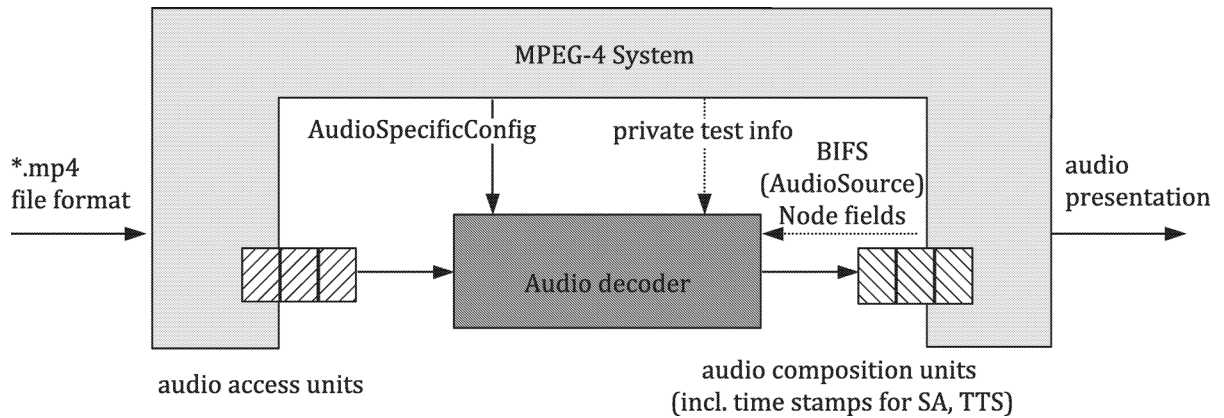 MPEG-4 System
AudioSpecificConfig
private test info
BIFS
(AudioSource)
Node fields
*.mp4
file format
audio
presentation
Audio decoder
audio access units
audio composition units
(incl. time stamps for SA, TTS)